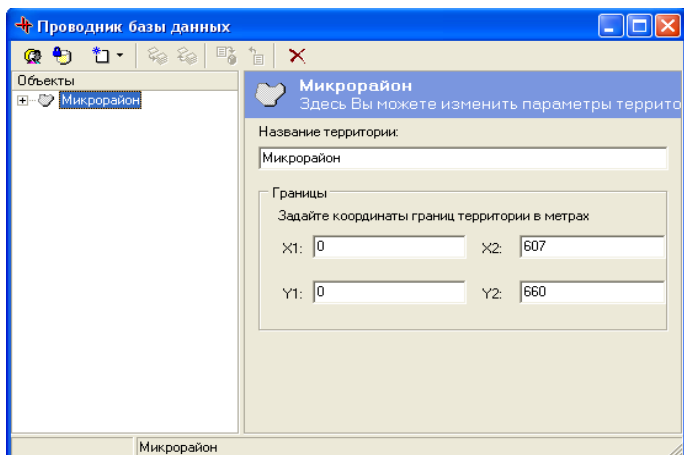 Проводник базы данных
Объекты
Микрорайон
Микрорайон
Здесь Вы можете изменить параметры террито
Название территории:
Микрорайон
Границы
Задайте координаты границ территории в метрах
X1: 0 X2: 607
Y1: 0 Y2: 660
Микрорайон